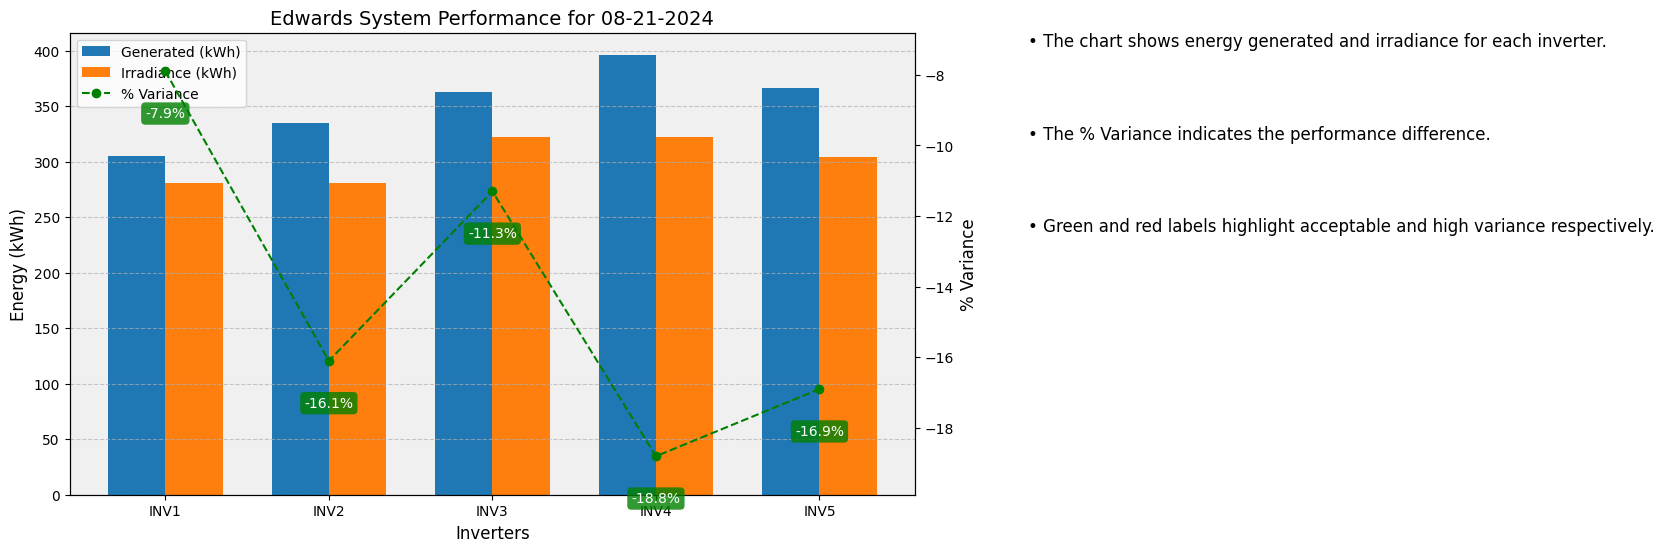 Edwards System Performance for 08-21-2024
Generated (kWh)
Irradiance (kWh)
% Variance
400
350
300
250
200
150
100
50
0
Energy (kWh)
-7.9%
-16.1%
-11.3%
-18.8%
-16.9%
INV1
INV2
INV3
INV4
INV5
Inverters
−8
−10
−12
−14
−16
−18
% Variance
• The chart shows energy generated and irradiance for each inverter.
• The % Variance indicates the performance difference.
• Green and red labels highlight acceptable and high variance respectively.